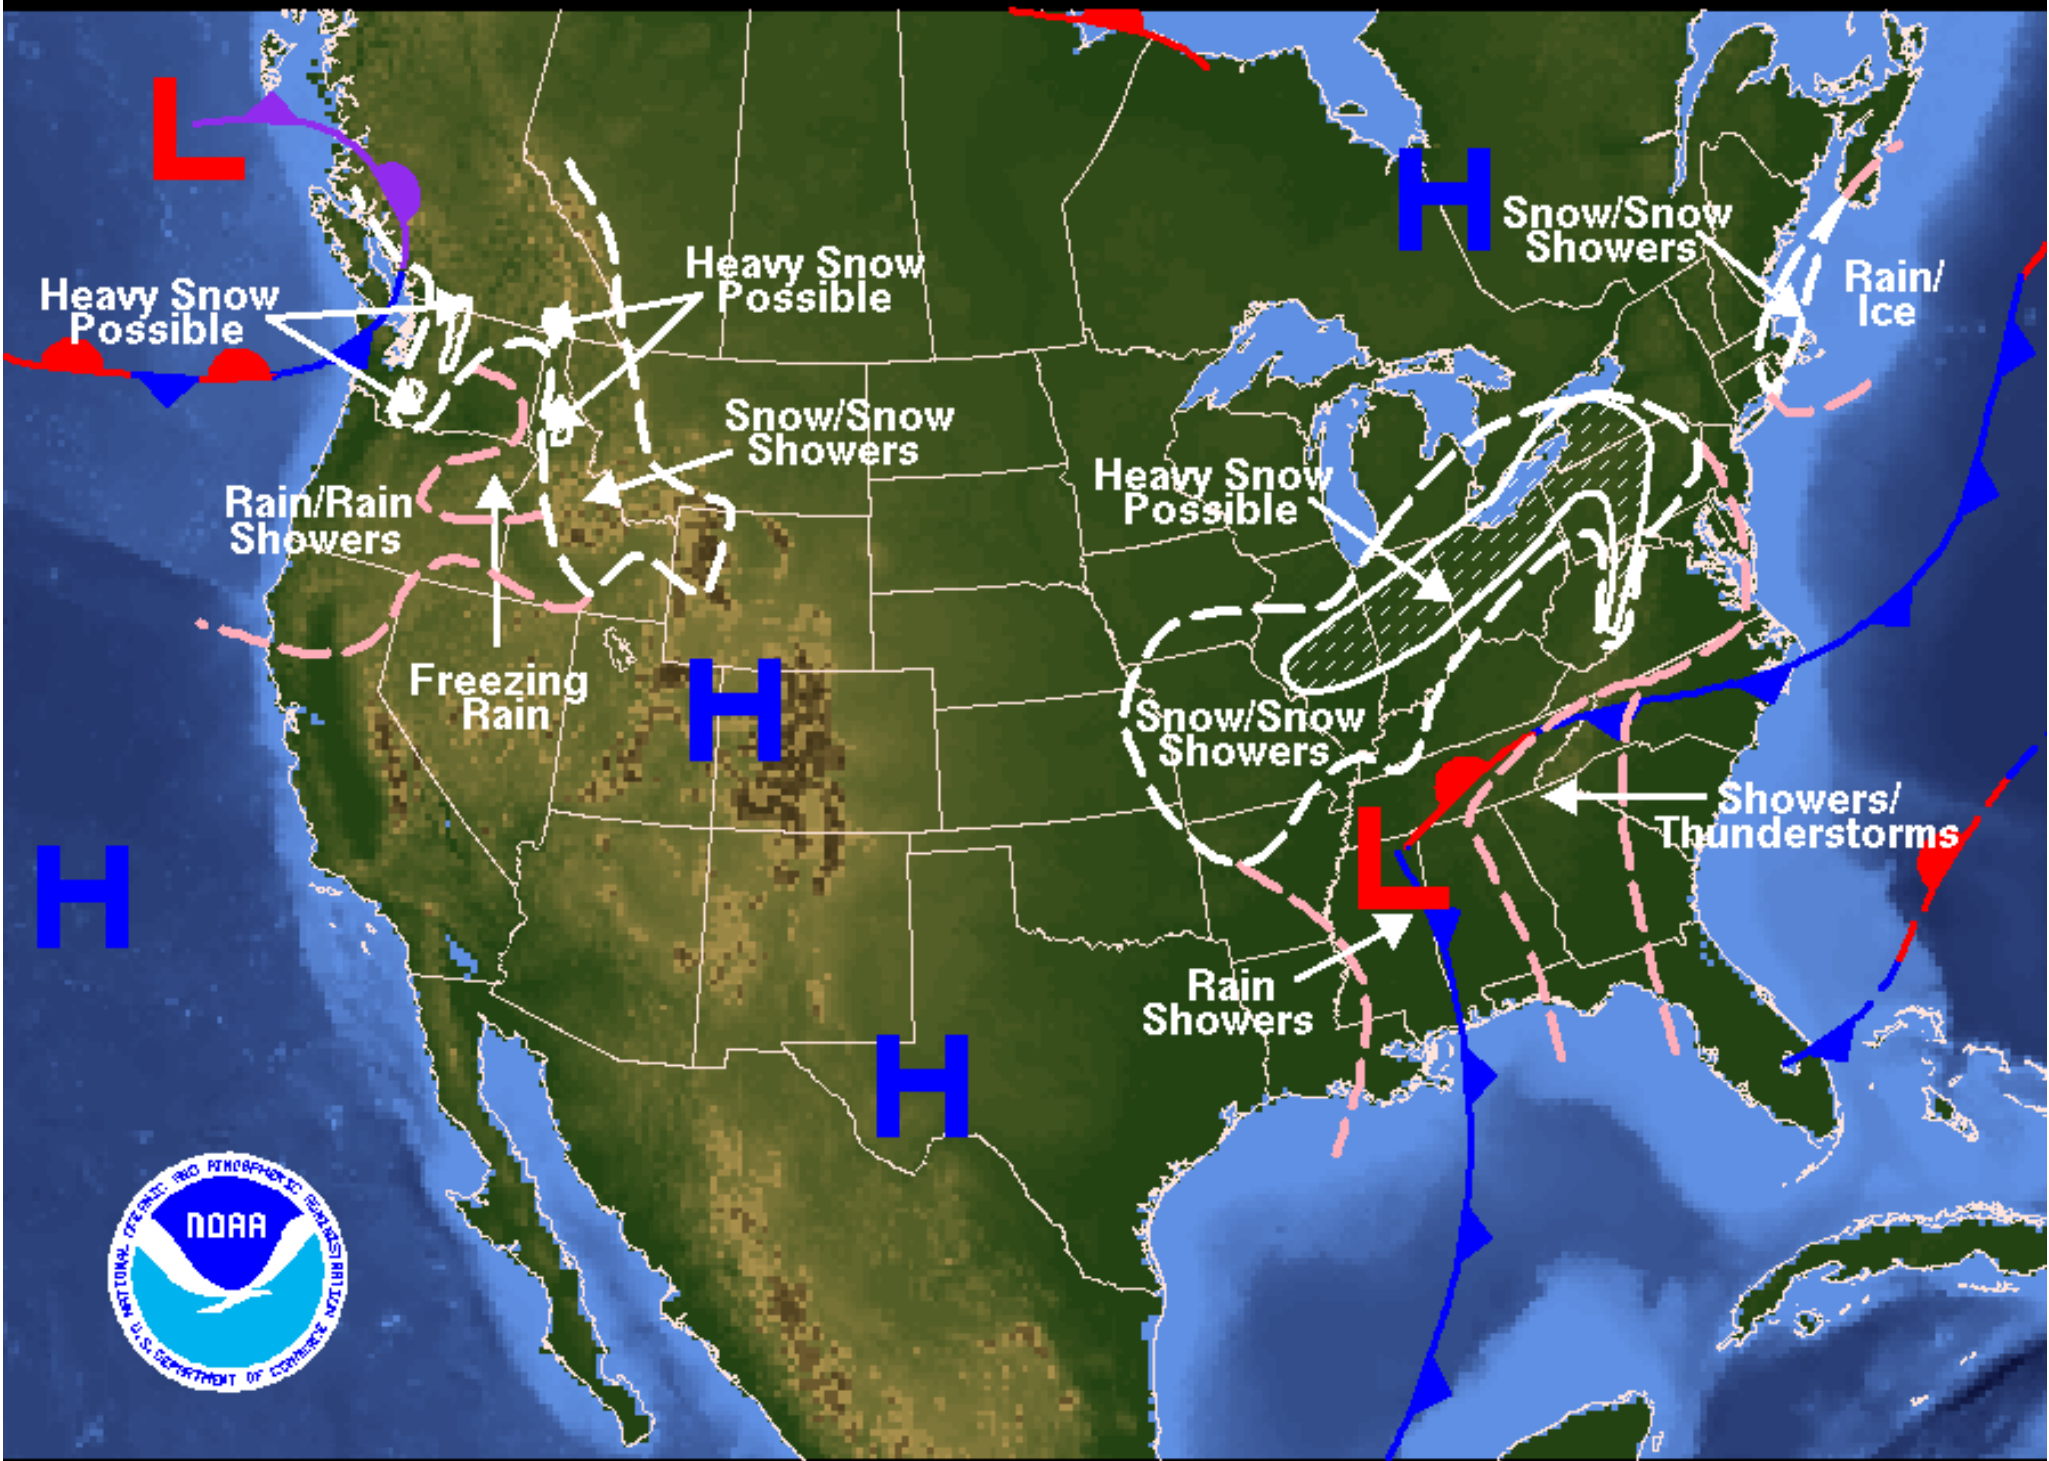 L
H
Snow/Snow
Showers
Heavy Snow
Possible
Heavy Snow
Possible
Rain/
Ice
Snow/Snow
Showers
Heavy Snow
Possible
Rain/Rain
Showers
Freezing
Rain
H
Snow/Snow
Showers
Showers/
Thunderstorms
L
H
Rain
Showers
H
NOAA
NATIONAL OCEANIC AND ATMOSPHERIC ADMINISTRATION
U.S. DEPARTMENT OF COMMERCE